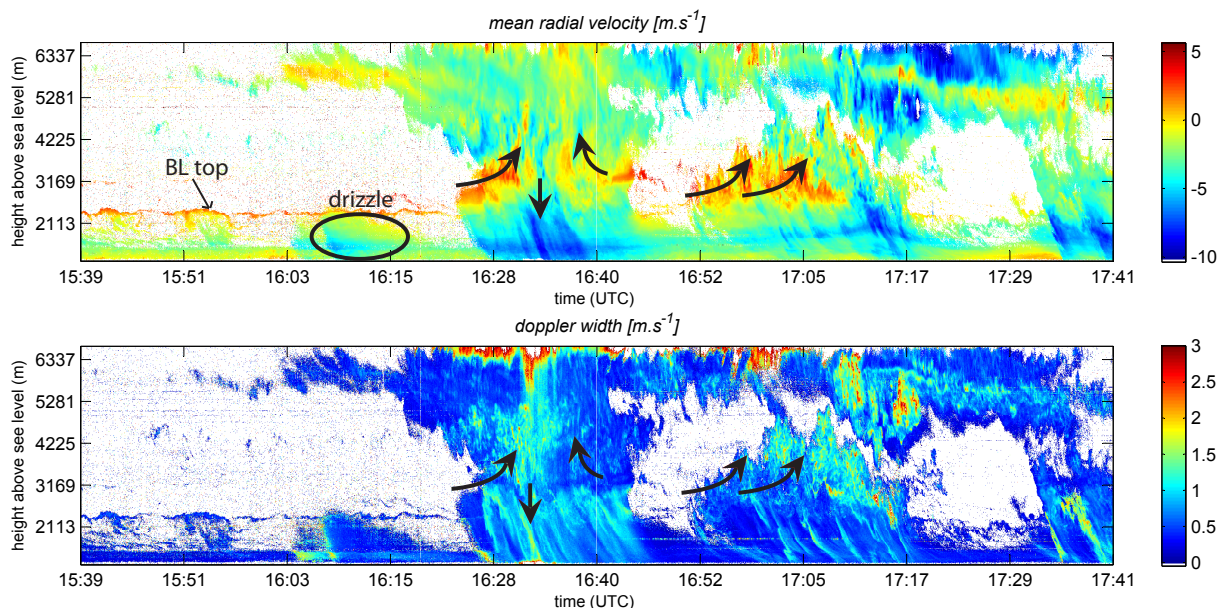 mean radial velocity [m.s-1]
height above sea level (m)
6337
5281
4225
3169
2113
BL top
drizzle
15:39 15:51 16:03 16:15 16:28 16:40 16:52 17:05 17:17 17:29 17:41
time (UTC)
5
0
-5
-10
doppler width [m.s-1]
height above see level (m)
6337
5281
4225
3169
2113
15:39 15:51 16:03 16:15 16:28 16:40 16:52 17:05 17:17 17:29 17:41
time (UTC)
3
2.5
2
1.5
1
0.5
0